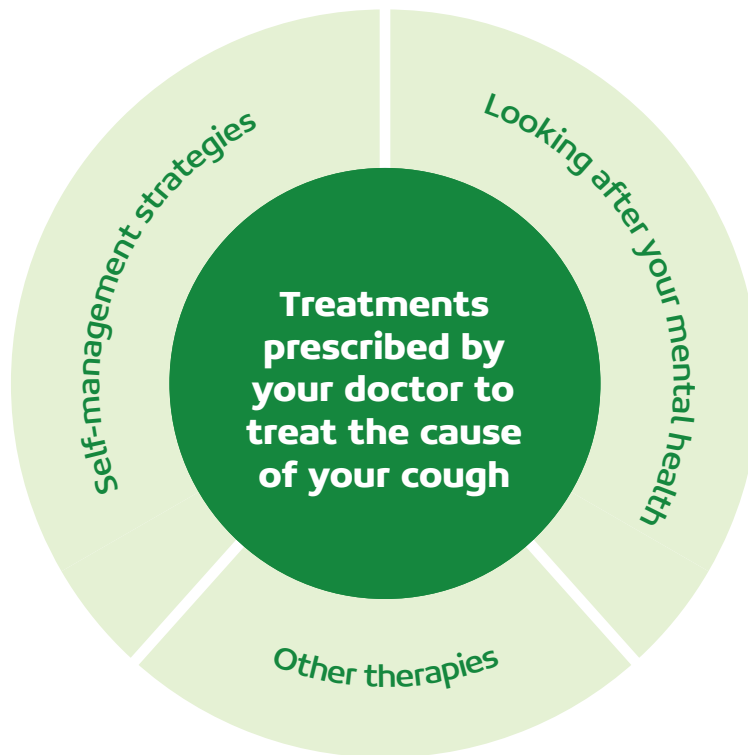 Self-management strategies
Looking after your mental health
Treatments
prescribed by
your doctor to
treat the cause
of your cough
Other therapies